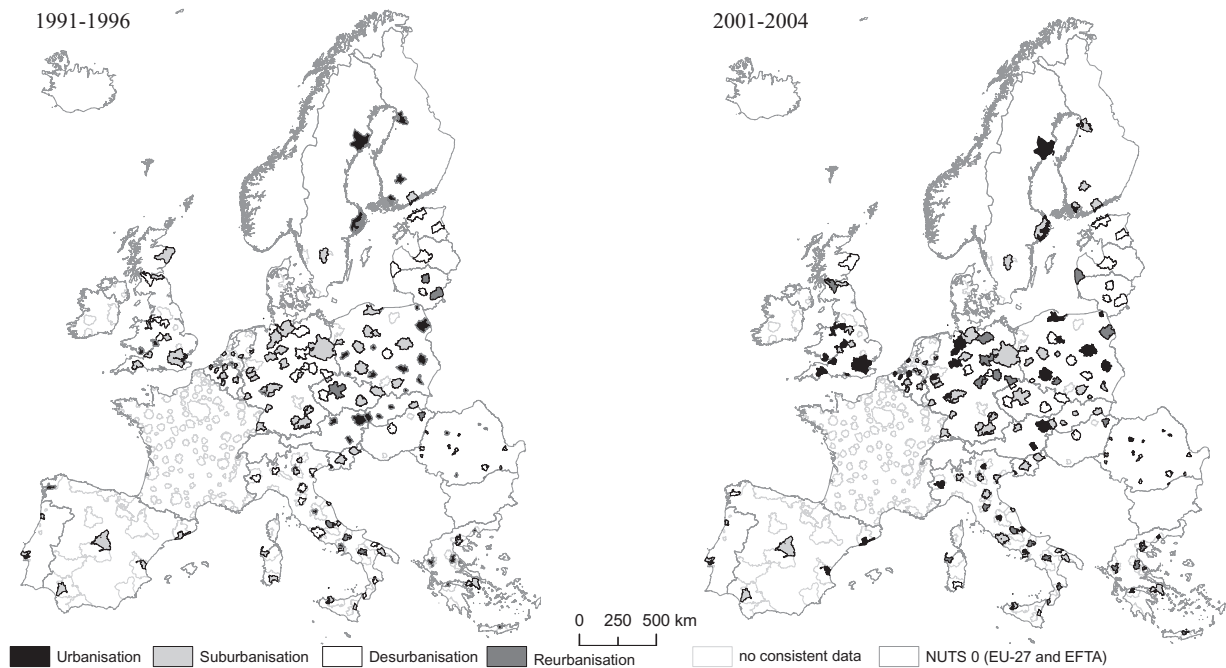 1991-1996
2001-2004
0 250 500 km
Urbanisation
Suburbanisation
Desurbanisation
Reurbanisation
no consistent data
NUTS 0 (EU-27 and EFTA)